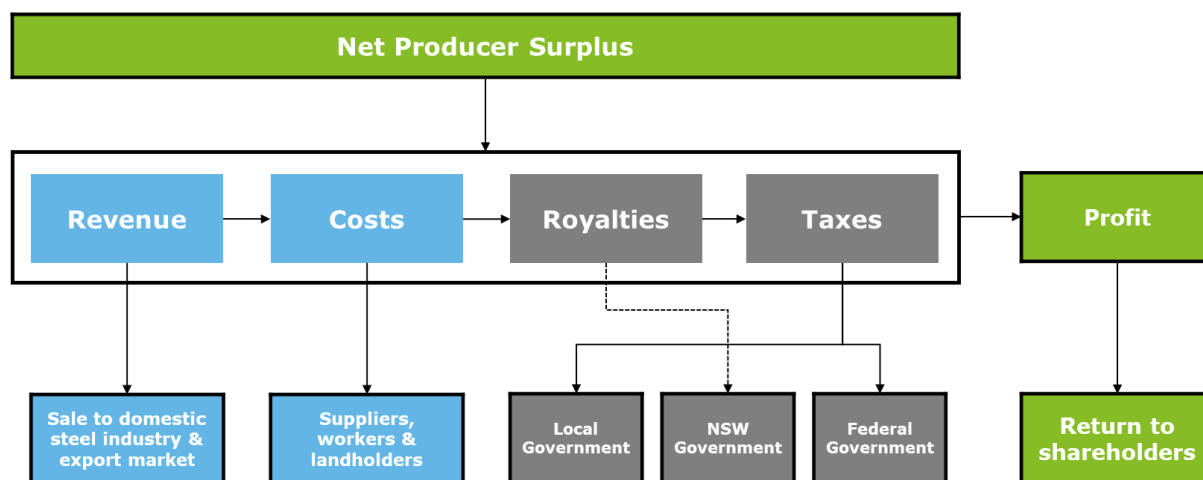 Net Producer Surplus
Revenue
Costs
Royalties
Taxes
Profit
Sale to domestic
steel industry &
export market
Suppliers,
workers &
landholders
Local
Government
NSW
Government
Federal
Government
Return to
shareholders